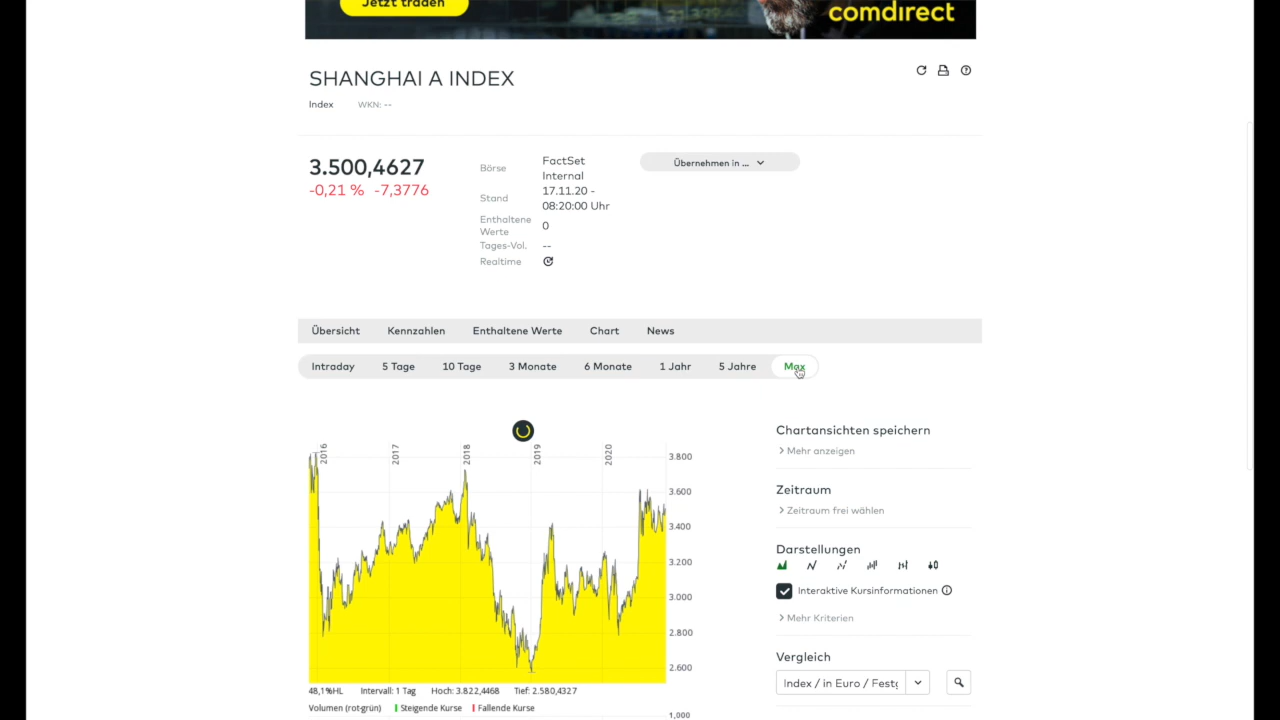 Jetzt traden
comdirect
SHANGHAI A INDEX
Index WKN: --
3.500,4627
-0,21 % -7,3776
Börse FactSet Internal
Stand 17.11.20 - 08:20:00 Uhr
Enthaltene Werte 0
Tages-Vol. --
Realtime
Übernehmen in ...
Übersicht Kennzahlen Enthaltene Werte Chart News
Intraday 5 Tage 10 Tage 3 Monate 6 Monate 1 Jahr 5 Jahre Max
2016 2017 2018 2019 2020
3.800
3.600
3.400
3.200
3.000
2.800
2.600
48,1%HL Intervall: 1 Tag Hoch: 3.822,4468 Tief: 2.580,4327
Volumen (rot-grün) Steigende Kurse Fallende Kurse
1,000
Chartansichten speichern
Mehr anzeigen
Zeitraum
Zeitraum frei wählen
Darstellungen
Interaktive Kursinformationen
Mehr Kriterien
Vergleich
Index / in Euro / Festg